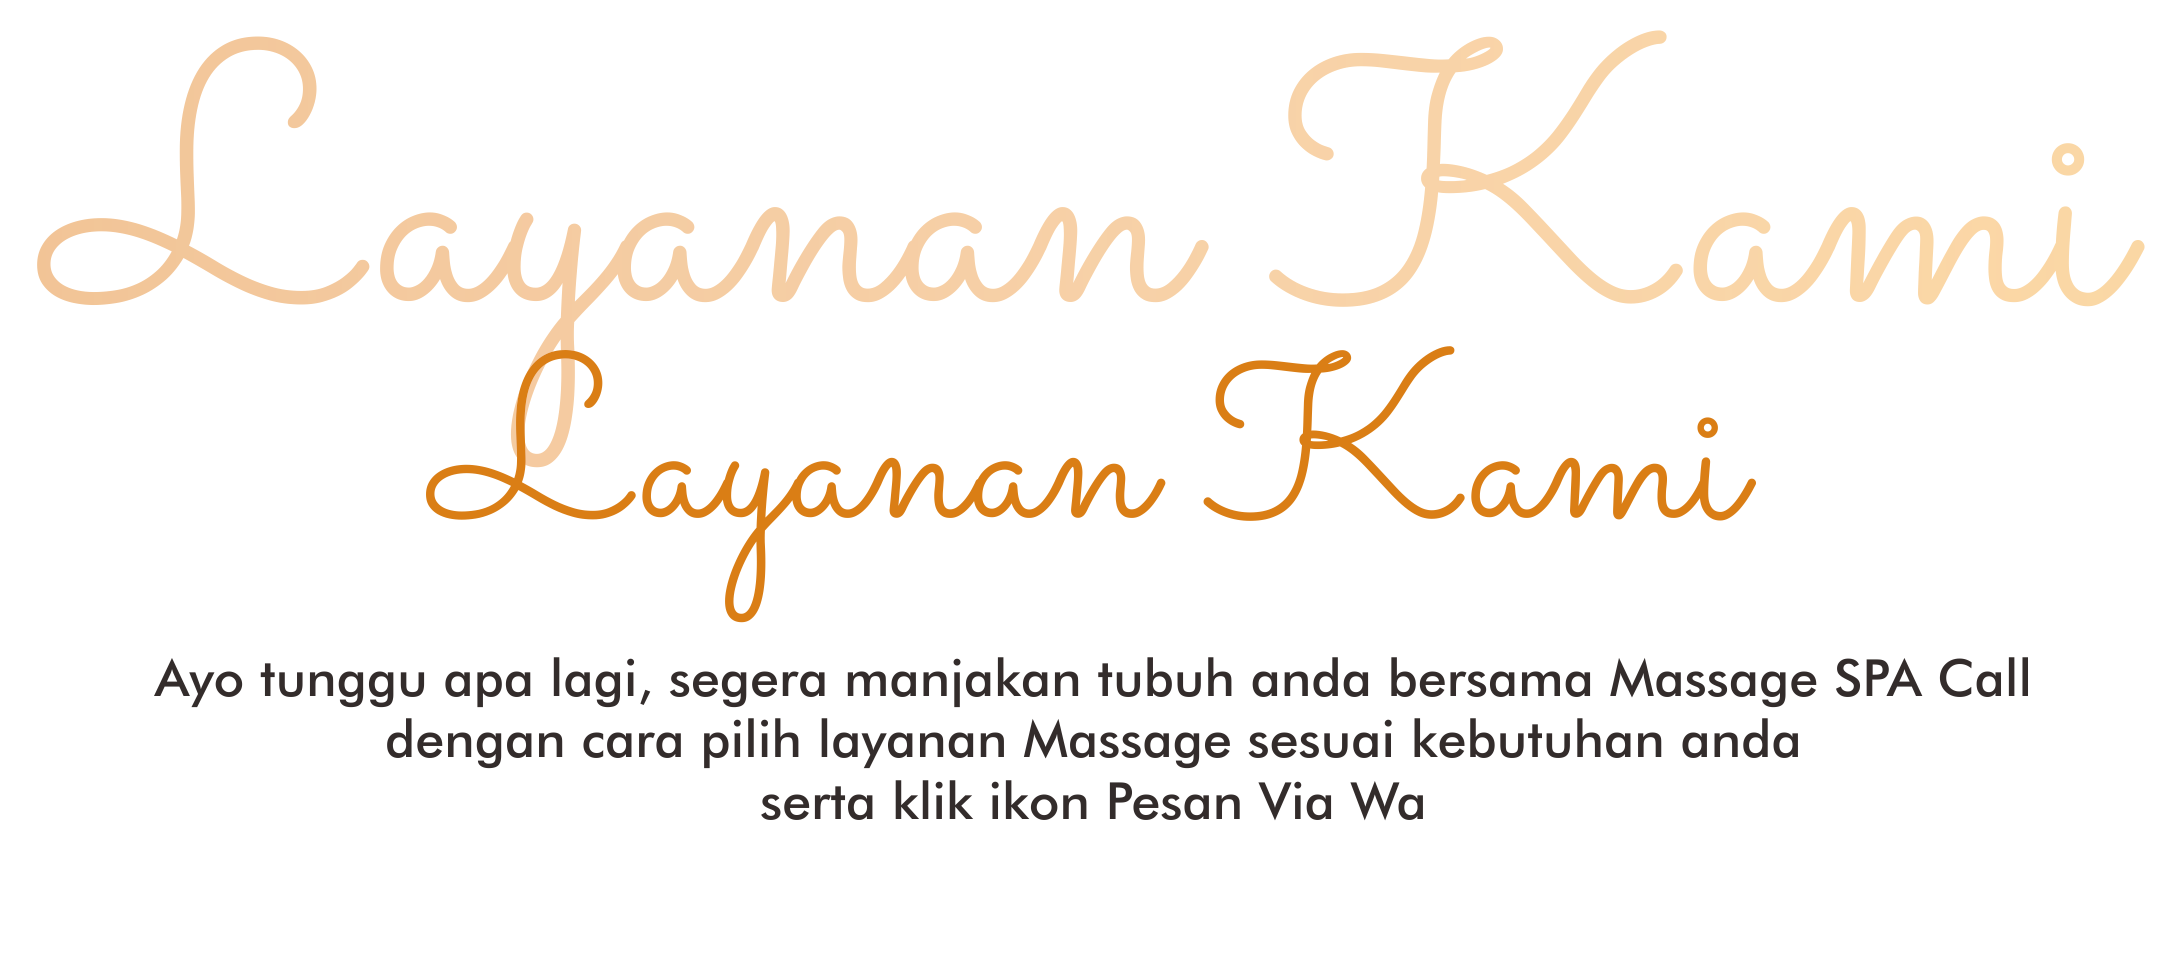 Layanan Kami
Layanan Kami
Ayo tunggu apa lagi, segera manjakan tubuh anda bersama Massage SPA Call
dengan cara pilih layanan Massage sesuai kebutuhan anda
serta klik ikon Pesan Via Wa